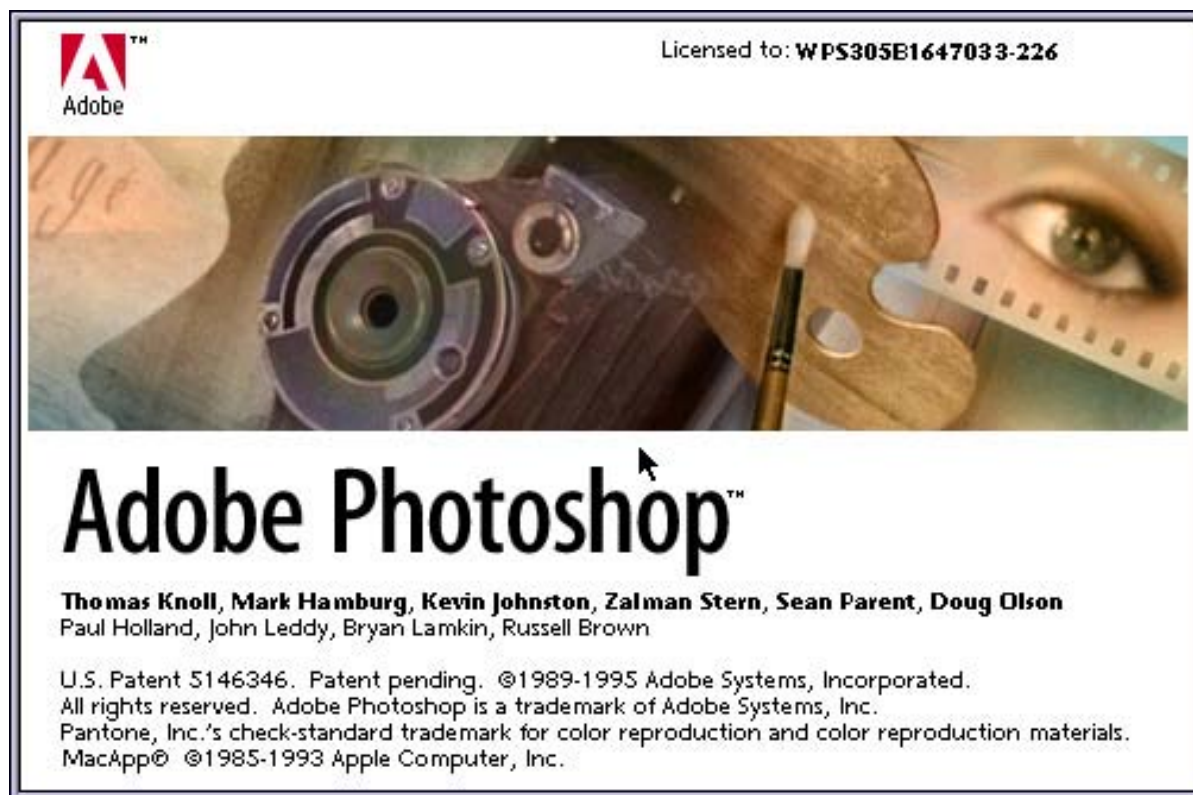 TM
Adobe
Licensed to: WPS305B1647033-226
Adobe Photoshop™
Thomas Knoll, Mark Hamburg, Kevin Johnston, Zalman Stern, Sean Parent, Doug Olson
Paul Holland, John Leddy, Bryan Lamkin, Russell Brown
U.S. Patent 5146346. Patent pending. ©1989-1995 Adobe Systems, Incorporated.
All rights reserved. Adobe Photoshop is a trademark of Adobe Systems, Inc.
Pantone, Inc.'s check-standard trademark for color reproduction and color reproduction materials.
MacApp® ©1985-1993 Apple Computer, Inc.